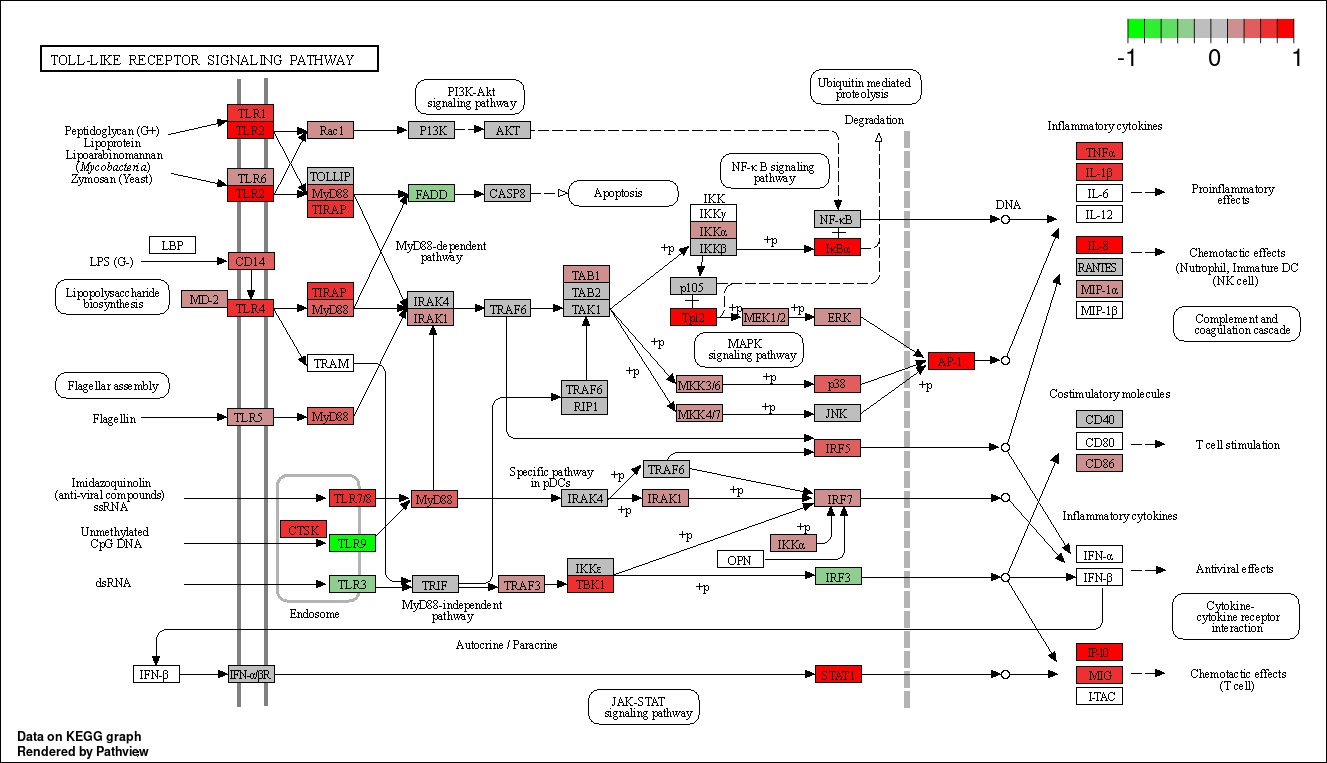 -1 0 1
TOLL-LIKE RECEPTOR SIGNALING PATHWAY
PI3K-Akt
signaling pathway
Ubiquitin mediated
proteolysis
Degradation
Peptidoglycan (G+)
Lipoprotein
Lipoarabinomannan
(Mycobacteria)
Zymosan (Yeast)
TLR1
TLR2
Rac1
PI3K
AKT
TLR6
TLR2
TOLLIP
MyD88
TIRAP
FADD
CASP8
Apoptosis
NF-κB signaling
pathway
Inflammatory cytokines
TNFα
IL-1β
IL-6
IL-12
Proinflammatory
effects
IKK
IKKγ
IKKα
IKKβ
+p
+p
NF-κB
IκBα
DNA
LBP
LPS (G-)
CD14
MyD88-dependent
pathway
IL-8
RANTES
MIP-1α
MIP-1β
Chemotactic effects
(Nutrophil, Immature DC
(NK cell)
Lipopolysaccharide
biosynthesis
MD-2
TLR4
TIRAP
MyD88
IRAK4
IRAK1
TRAF6
TAB1
TAB2
TAK1
p105
Tpl2
+p
MEK1/2
+p
ERK
MAPK
signaling pathway
Complement and
coagulation cascade
TRAM
+p
+p
AP-1
+p
Flagellar assembly
TRAF6
RIP1
MKK3/6
+p
p38
MKK4/7
+p
JNK
Flagellin
TLR5
MyD88
IRF5
Costimulatory molecules
CD40
CD80
CD86
T cell stimulation
Imidazoquinolin
(anti-viral compounds)
ssRNA
TLR7/8
MyD88
Specific pathway
in pDCs
IRAK4
+p
+p
TRAF6
IRAK1
+p
IRF7
Unmethylated
CpG DNA
CTSK
TLR9
+p
+p
IKKα
OPN
Inflammatory cytokines
IFN-α
IFN-β
Antiviral effects
dsRNA
TLR3
Endosome
TRIF
TRAF3
IKKε
TBK1
+p
IRF3
MyD88-independent
pathway
Cytokine-
cytokine receptor
interaction
Autocrine / Paracrine
IFN-β
IFN-α/βR
STAT1
IP-10
MIG
I-TAC
Chemotactic effects
(T cell)
JAK-STAT
signaling pathway
Data on KEGG graph
Rendered by Pathview